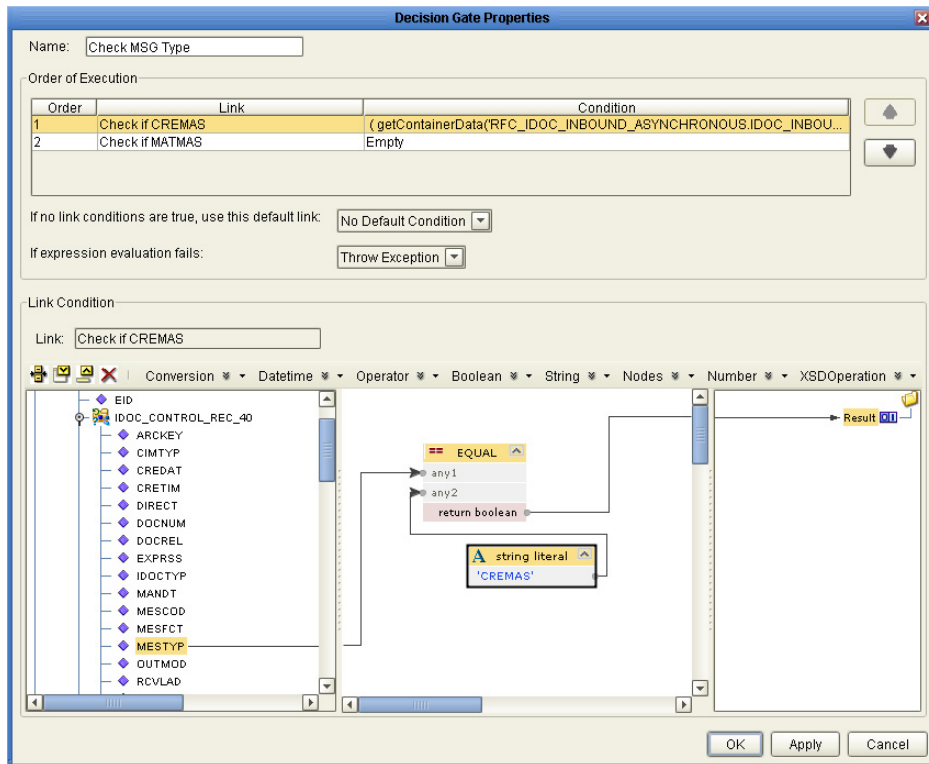 Decision Gate Properties
Name: Check MSG Type
Order of Execution
Order Link Condition
1 Check if CREMAS ( getContainerData('RFC_IDOC_INBOUND_ASYNCHRONOUS.IDOC_INBOU...
2 Check if MATMAS Empty
If no link conditions are true, use this default link: No Default Condition
If expression evaluation fails: Throw Exception
Link Condition
Link: Check if CREMAS
Conversion Datetime Operator Boolean String Nodes Number XSDOperation
EID
IDOC_CONTROL_REC_40
ARCKEY
CIMTYP
CREDAT
CRETIM
DIRECT
DOCNUM
DOCREL
EXPRSS
IDOCTYP
MANDT
MESCOD
MESFCT
MESTYP
OUTMOD
RCVLAD
== EQUAL
any1
any2
return boolean
A string literal
'CREMAS'
Result
OK Apply Cancel